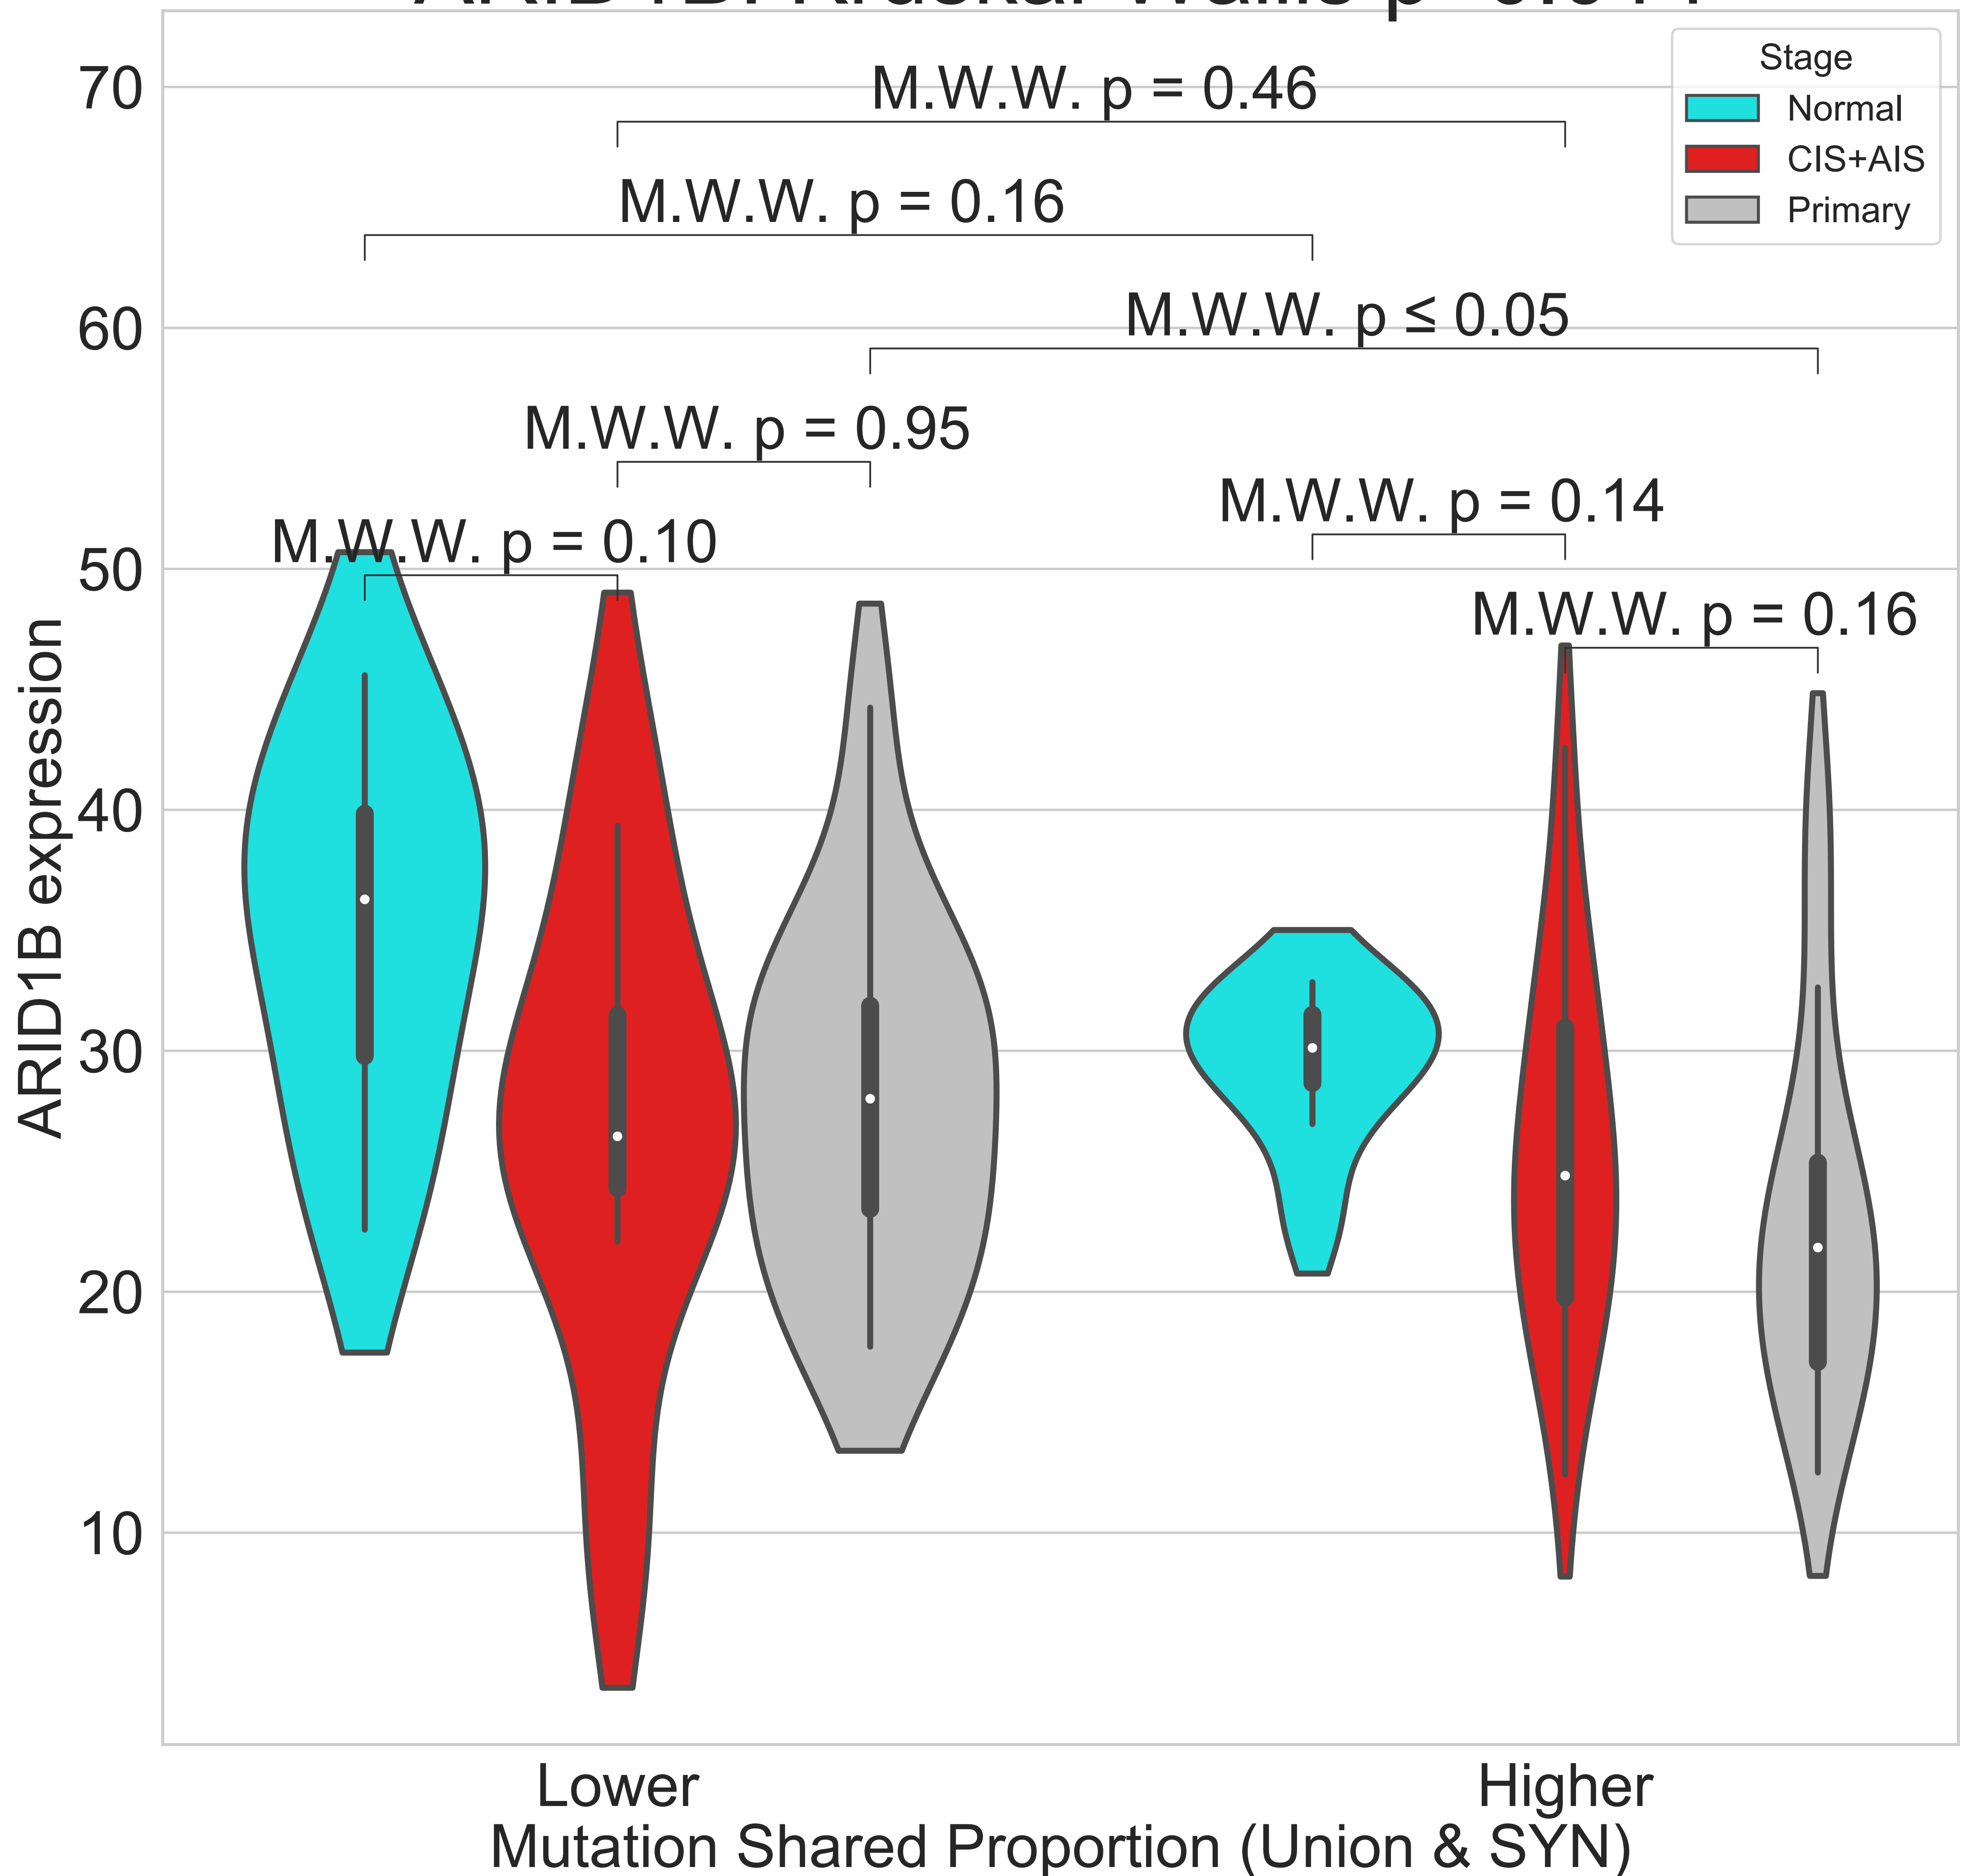 Stage
Normal
CIS+AIS
Primary
M.W.W. p = 0.46
M.W.W. p = 0.16
M.W.W. p ≤ 0.05
M.W.W. p = 0.95
M.W.W. p = 0.14
M.W.W. p = 0.10
M.W.W. p = 0.16
70
60
50
40
30
20
10
ARID1B expression
Lower
Higher
Mutation Shared Proportion (Union & SYN)